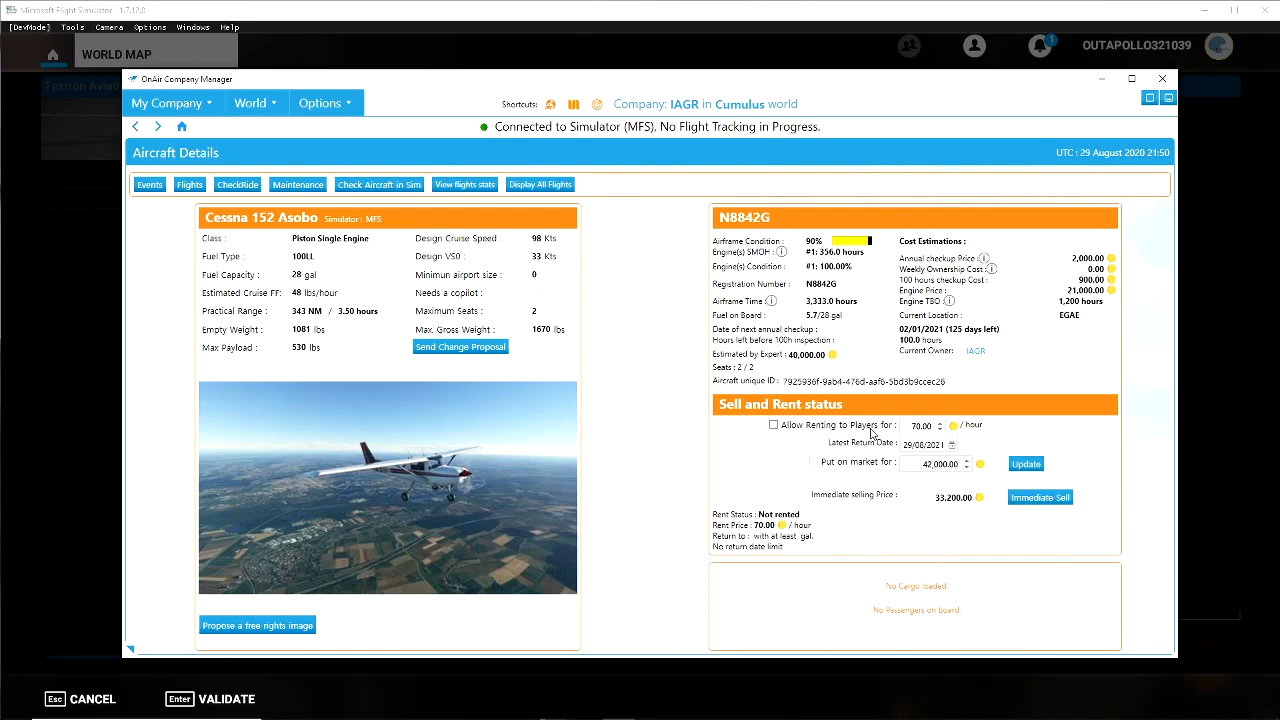 Microsoft Flight Simulator - 1.7.12.0
[DevMode] Tools Camera Options Windows Help
WORLD MAP
1
OUTAPOLLO321039
Textron Aviat
OnAir Company Manager
My Company World Options
Shortcuts: Company: IAGR in Cumulus world
Connected to Simulator (MFS), No Flight Tracking in Progress.
Aircraft Details
UTC : 29 August 2020 21:50
Events Flights CheckRide Maintenance Check Aircraft in Sim View flights stats Display All Flights
Cessna 152 Asobo Simulator : MFS
Class : Piston Single Engine Design Cruise Speed : 98 Kts
Fuel Type : 100LL Design VS0 : 33 Kts
Fuel Capacity : 28 gal Minimun airport size : 0
Estimated Cruise FF: 48 lbs/hour Needs a copilot :
Practical Range : 343 NM / 3.50 hours Maximum Seats : 2
Empty Weight : 1081 lbs Max. Gross Weight : 1670 lbs
Max Payload : 530 lbs Send Change Proposal
Propose a free rights image
N8842G
Airframe Condition : 90%
Engine(s) SMOH : i #1: 356.0 hours
Engine(s) Condition : #1: 100.00%
Registration Number : N8842G
Airframe Time : i 3,333.0 hours
Fuel on Board : 5.7/28 gal
Date of next annual checkup : 02/01/2021 (125 days left)
Hours left before 100h inspection : 100.0 hours
Estimated by Expert : 40,000.00
Seats : 2 / 2
Aircraft unique ID : 7925936f-9ab4-476d-aaf6-5bd3b9ccec26
Cost Estimations :
Annual checkup Price : i 2,000.00
Weekly Ownership Cost : i 0.00
100 hours checkup Cost : 900.00
Engine Price : 21,000.00
Engine TBO : i 1,200 hours
Current Location : EGAE
Current Owner : IAGR
Sell and Rent status
Allow Renting to Players for : 70.00 / hour
Latest Return Date : 29/08/2021
Put on market for : 42,000.00 Update
Immediate selling Price : 33,200.00 Immediate Sell
Rent Status : Not rented
Rent Price : 70.00 / hour
Return to : with at least gal.
No return date limit
No Cargo loaded.
No Passengers on board.
Esc CANCEL Enter VALIDATE